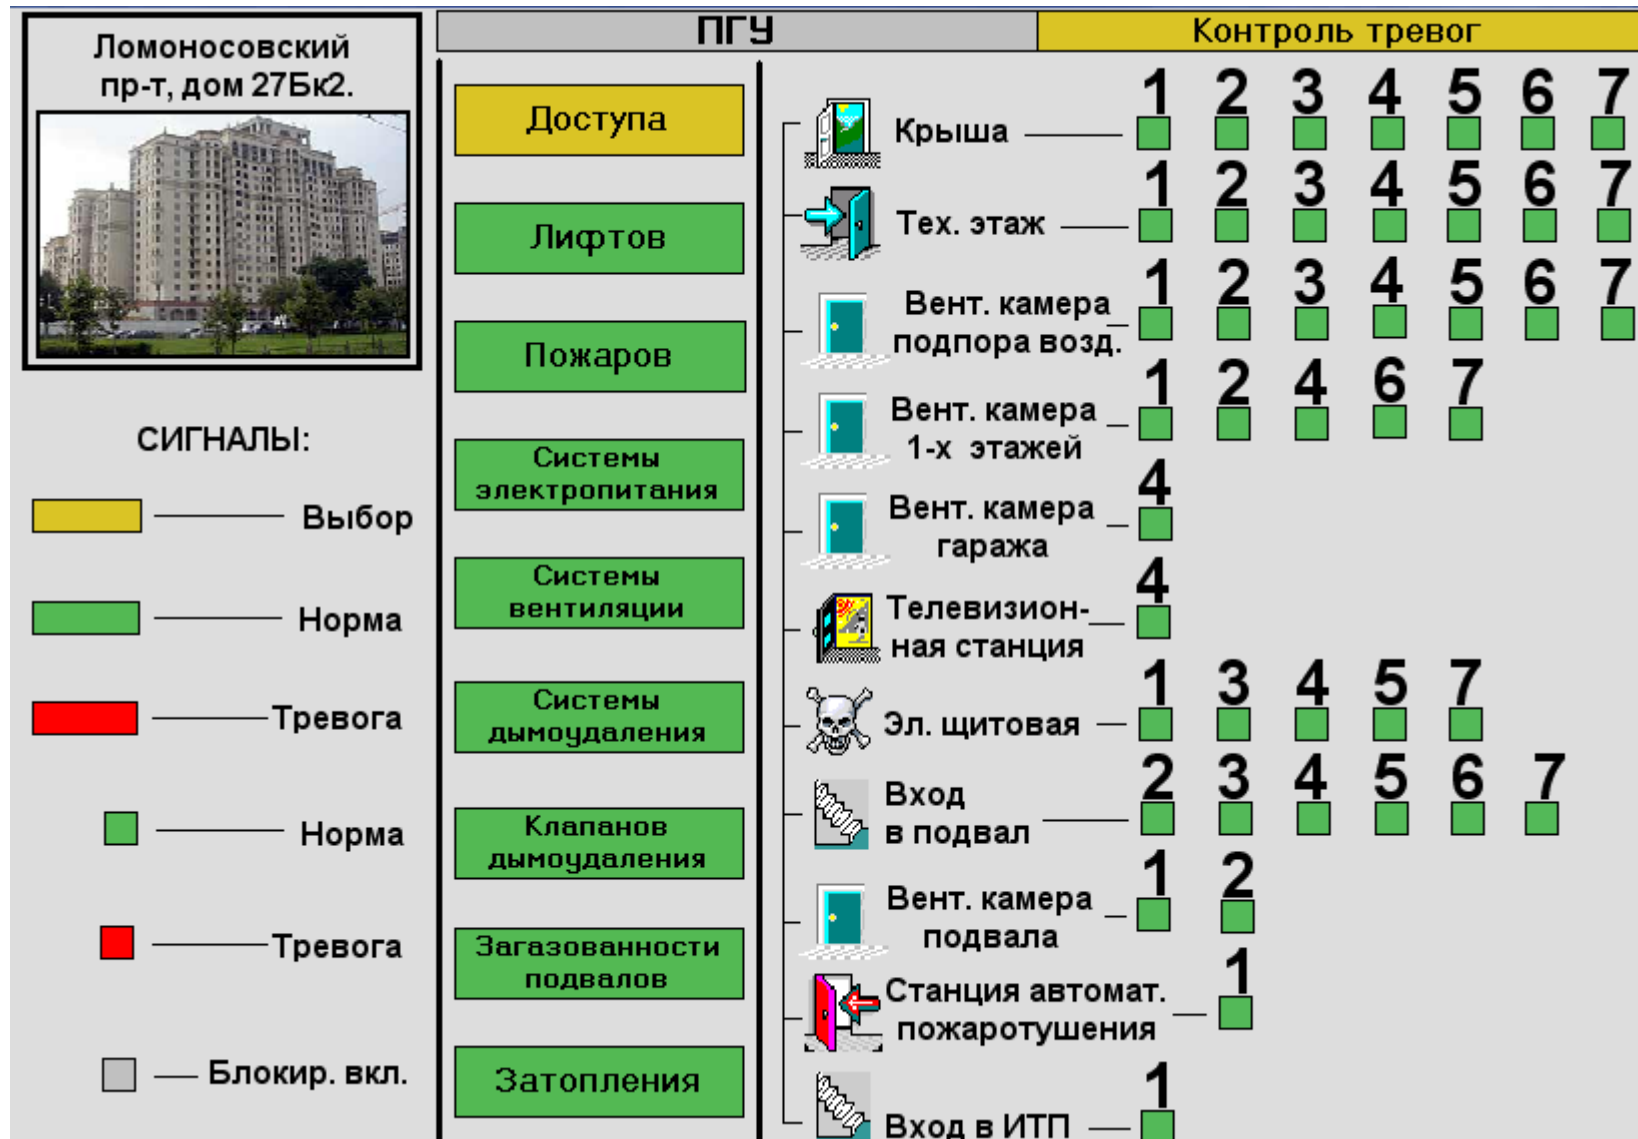 Ломоносовский
пр-т, дом 27Бк2.
СИГНАЛЫ:
Выбор
Норма
Тревога
Норма
Тревога
Блокир. вкл.
ПГУ
Контроль тревог
Доступа
Лифтов
Пожаров
Системы
электропитания
Системы
вентиляции
Системы
дымоудаления
Клапанов
дымоудаления
Загазованности
подвалов
Затопления
1 2 3 4 5 6 7
Крыша
1 2 3 4 5 6 7
Тех. этаж
1 2 3 4 5 6 7
Вент. камера
подпора возд.
1 2 4 6 7
Вент. камера
1-х этажей
4
Вент. камера
гаража
4
Телевизион-
ная станция
1 3 4 5 7
Эл. щитовая
2 3 4 5 6 7
Вход
в подвал
1 2
Вент. камера
подвала
1
Станция автомат.
пожаротушения
1
Вход в ИТП